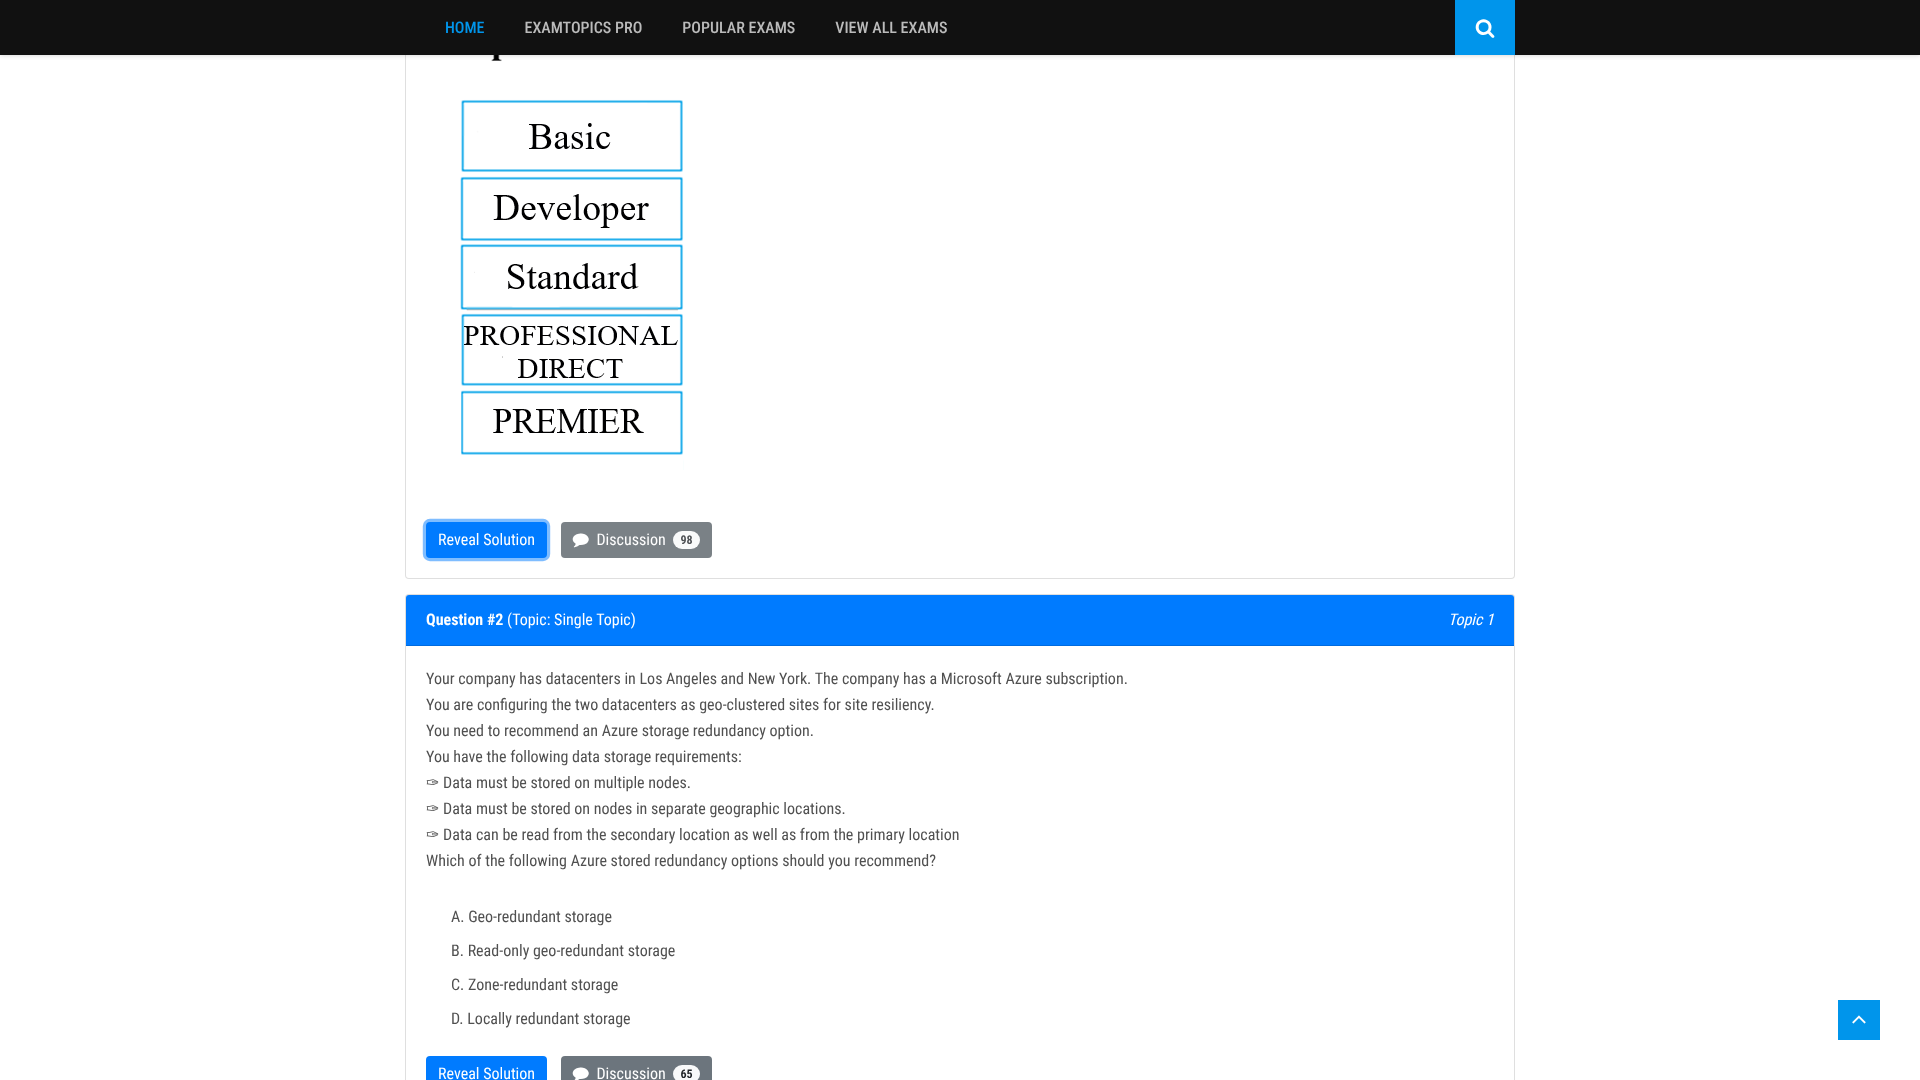 HOME EXAMTOPICS PRO POPULAR EXAMS VIEW ALL EXAMS
Basic
Developer
Standard
PROFESSIONAL
DIRECT
PREMIER
Reveal Solution Discussion 98
Question #2 (Topic: Single Topic) Topic 1
Your company has datacenters in Los Angeles and New York. The company has a Microsoft Azure subscription.
You are configuring the two datacenters as geo-clustered sites for site resiliency.
You need to recommend an Azure storage redundancy option.
You have the following data storage requirements:
✑ Data must be stored on multiple nodes.
✑ Data must be stored on nodes in separate geographic locations.
✑ Data can be read from the secondary location as well as from the primary location
Which of the following Azure stored redundancy options should you recommend?
A. Geo-redundant storage
B. Read-only geo-redundant storage
C. Zone-redundant storage
D. Locally redundant storage
Reveal Solution Discussion 65